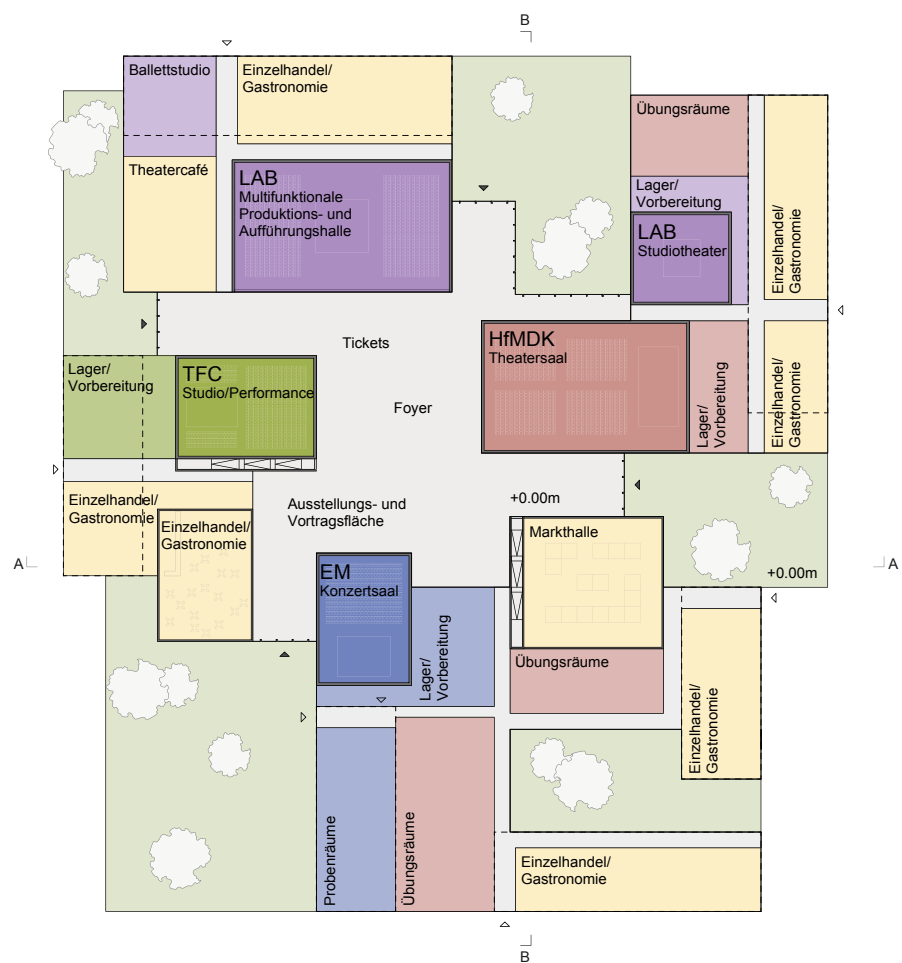 B
Ballettstudio
Einzelhandel/
Gastronomie
Übungsräume
Theatercafé
LAB
Multifunktionale
Produktions- und
Aufführungshalle
Lager/
Vorbereitung
LAB
Studiotheater
Einzelhandel/
Gastronomie
Tickets
HfMDK
Theatersaal
Lager/
Vorbereitung
TFC
Studio/Performance
Foyer
Lager/
Vorbereitung
Einzelhandel/
Gastronomie
Einzelhandel/
Gastronomie
Ausstellungs- und
Vortragsfläche
+0.00m
Einzelhandel/
Gastronomie
Markthalle
A
EM
Konzertsaal
+0.00m
A
Lager/
Vorbereitung
Übungsräume
Einzelhandel/
Gastronomie
Probenräume
Übungsräume
Einzelhandel/
Gastronomie
B